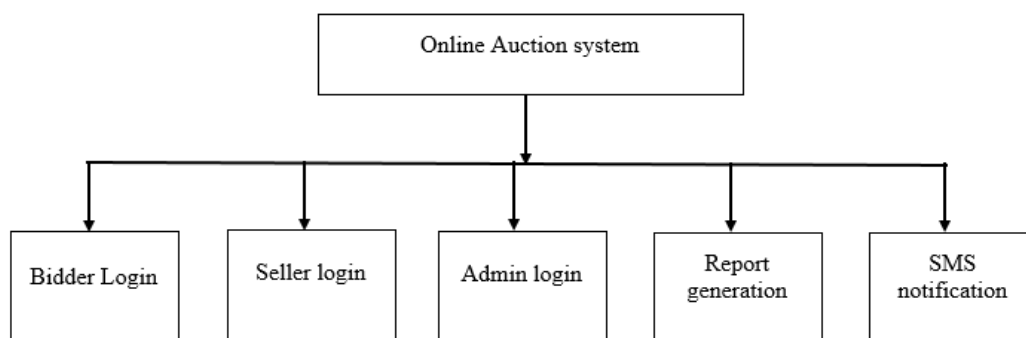 Online Auction system
Bidder Login
Seller login
Admin login
Report
generation
SMS
notification